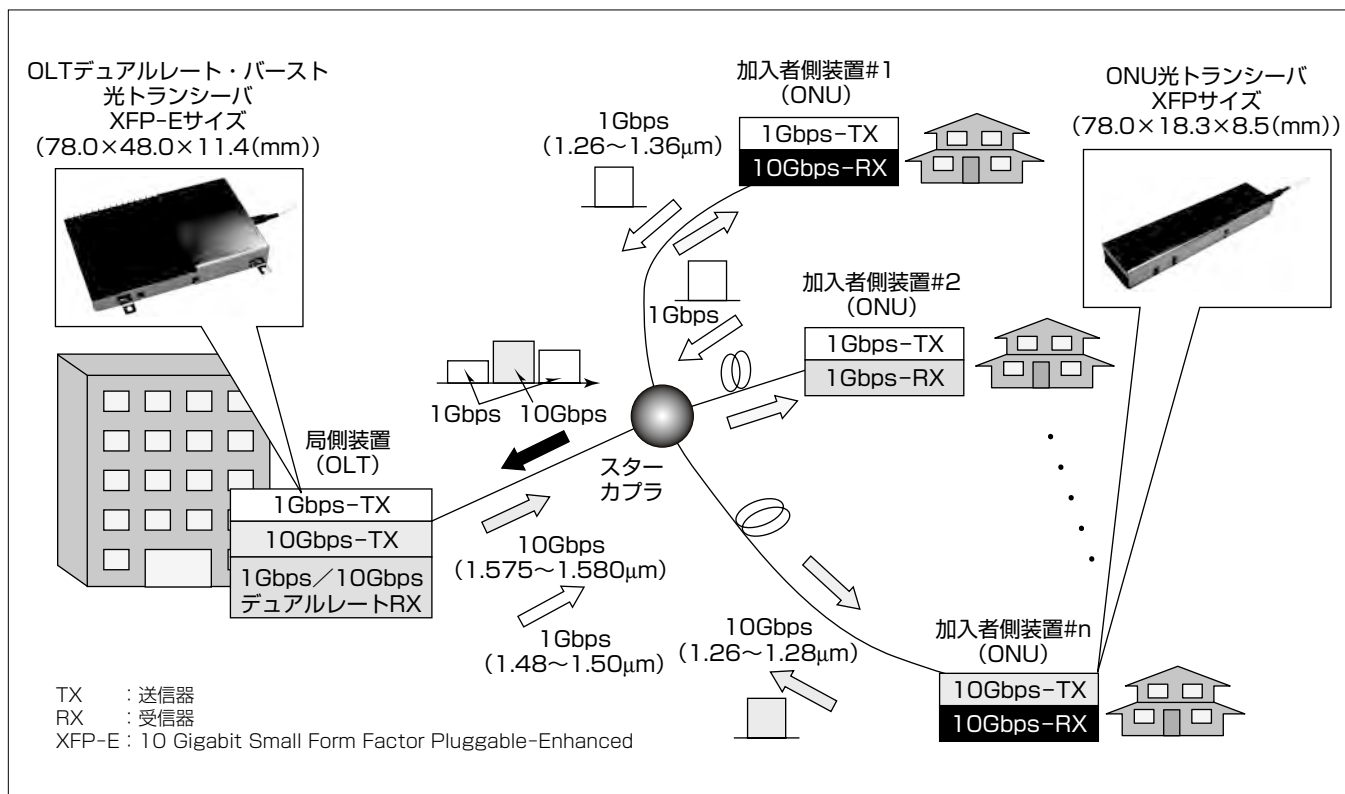 OLTデュアルレート・バースト
光トランシーバ
XFP-Eサイズ
(78.0×48.0×11.4(mm))
加入者側装置#1
(ONU)
1Gbps-TX
10Gbps-RX
ONU光トランシーバ
XFPサイズ
(78.0×18.3×8.5(mm))
1Gbps
(1.26〜1.36μm)
1Gbps
加入者側装置#2
(ONU)
1Gbps-TX
1Gbps-RX
1Gbps
10Gbps
局側装置
(OLT)
1Gbps-TX
10Gbps-TX
1Gbps/10Gbps
デュアルレートRX
スター
カプラ
10Gbps
(1.575〜1.580μm)
1Gbps
(1.48〜1.50μm)
10Gbps
(1.26〜1.28μm)
加入者側装置#n
(ONU)
10Gbps-TX
10Gbps-RX
TX :送信器
RX :受信器
XFP-E:10 Gigabit Small Form Factor Pluggable-Enhanced